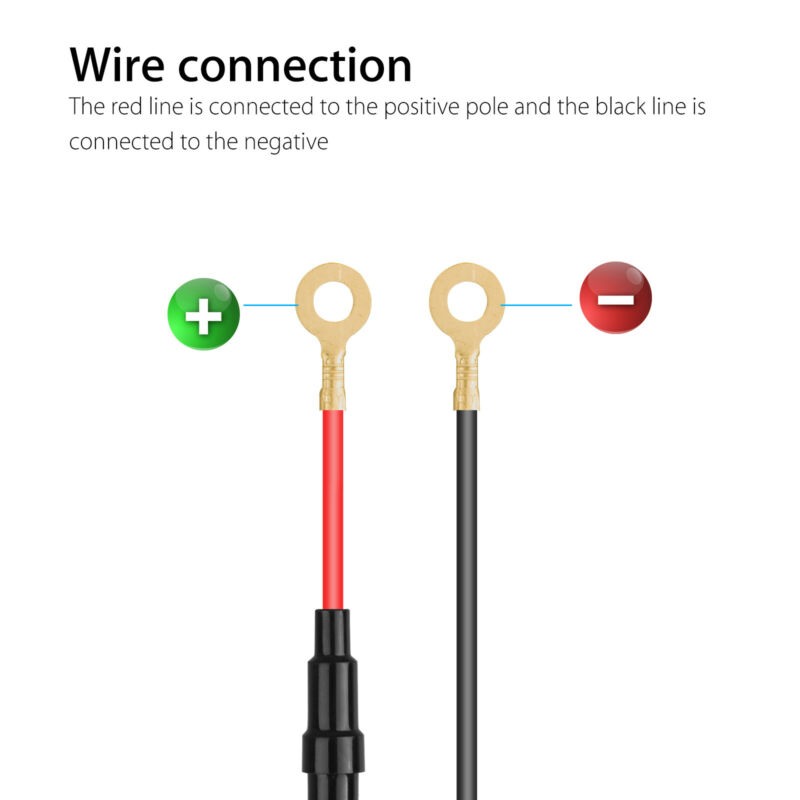 Wire connection
The red line is connected to the positive pole and the black line is
connected to the negative